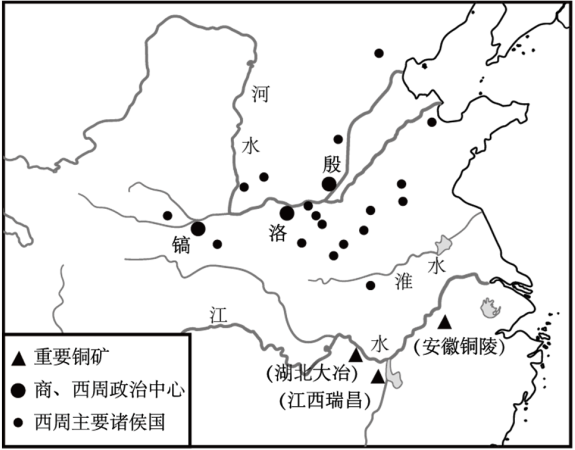 河
水
殷
镐
洛
淮
水
江
水
(安徽铜陵)
(湖北大冶)
(江西瑞昌)
重要铜矿
商、西周政治中心
西周主要诸侯国